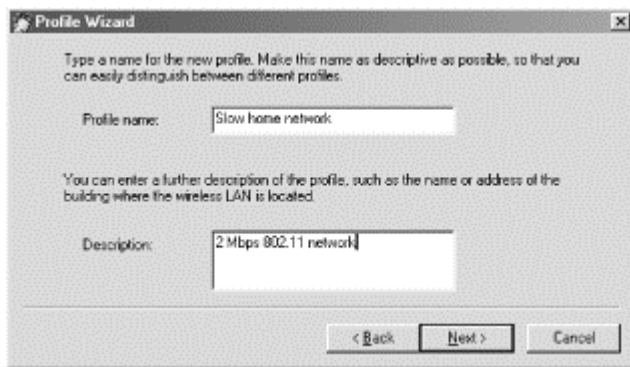 Profile Wizard
Type a name for the new profile. Make this name as descriptive as possible, so that you
can easily distinguish between different profiles.
Profile name: Slow home network
You can enter a further description of the profile, such as the name or address of the
building where the wireless LAN is located.
Description: 2 Mbps 802.11 network
< Back Next > Cancel